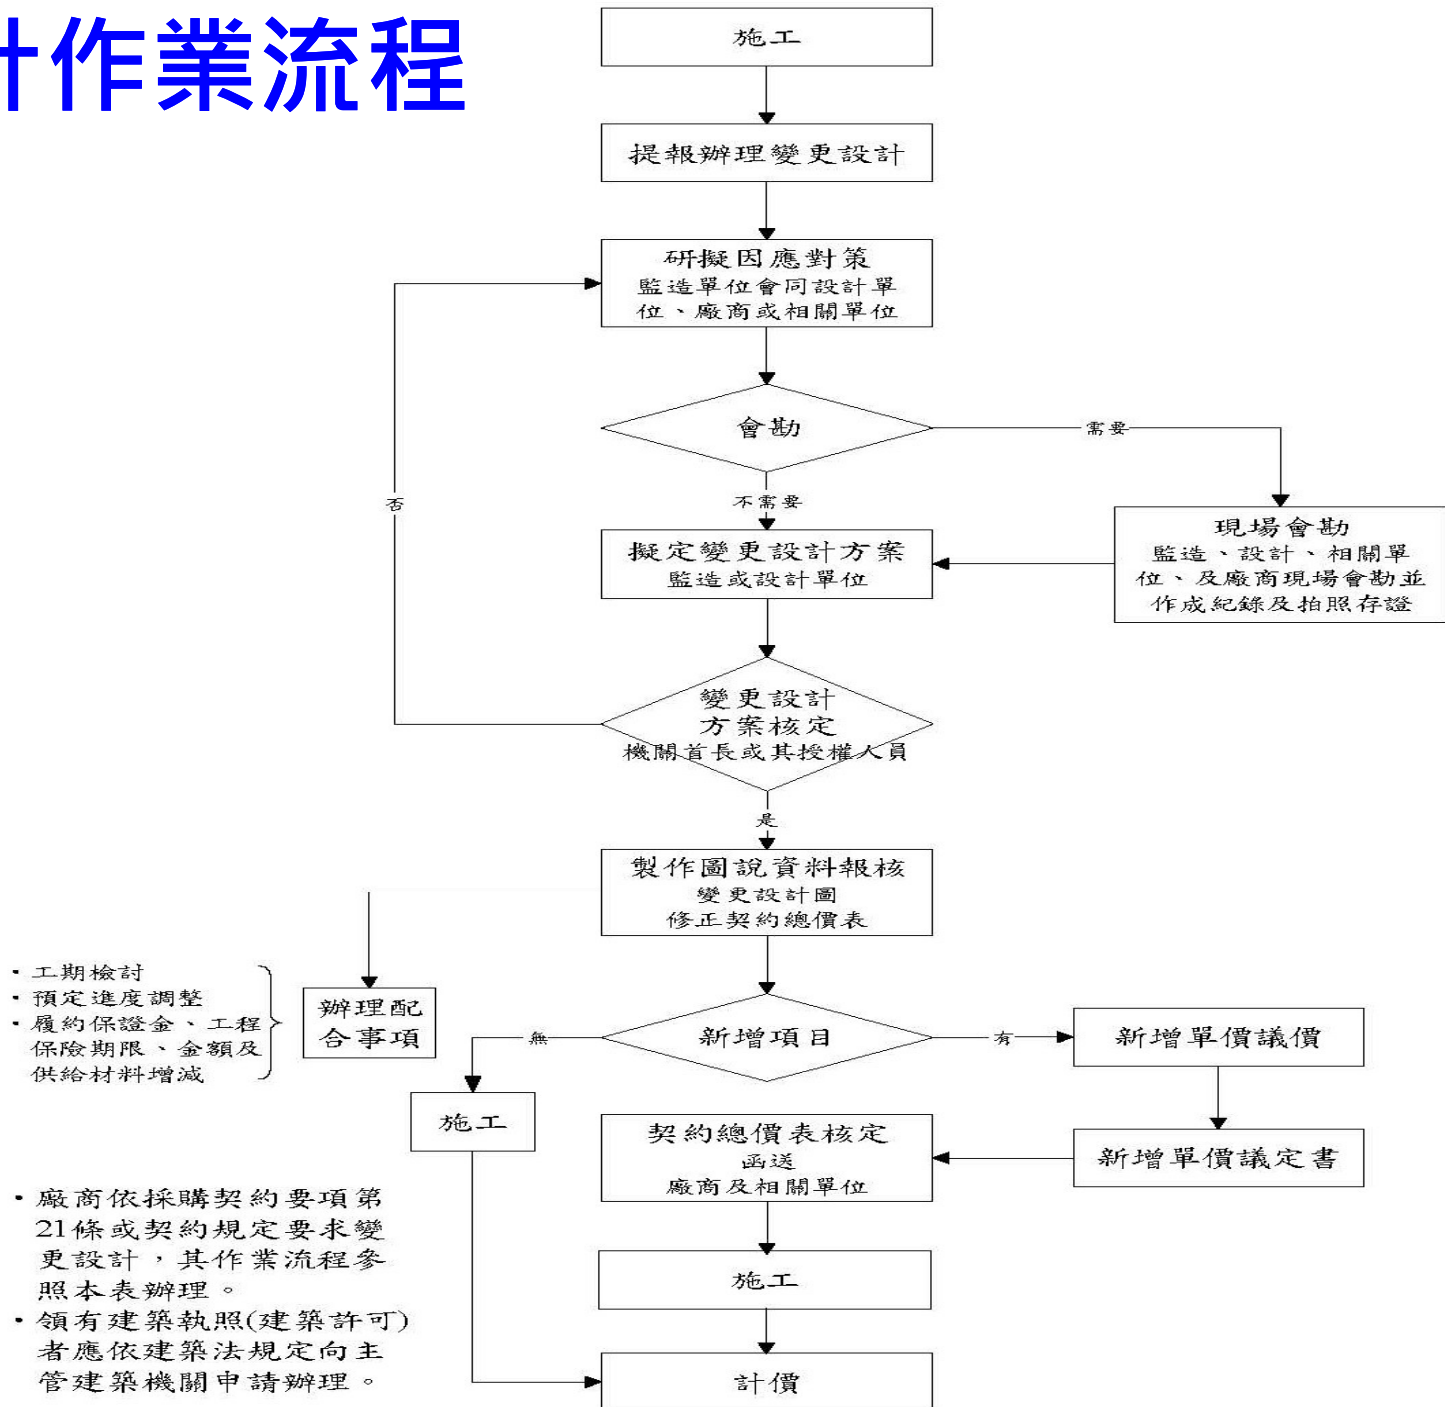 計作業流程
施工
提報辦理變更設計
研擬因應對策
監造單位會同設計單
位、廠商或相關單位
會勘
需要
不需要
否
現場會勘
監造、設計、相關單
位、及廠商現場會勘並
作成紀錄及拍照存證
擬定變更設計方案
監造或設計單位
變更設計
方案核定
機關首長或其授權人員
是
製作圖說資料報核
變更設計圖
修正契約總價表
・工期檢討
・預定進度調整
・履約保證金、工程
保險期限、金額及
供給材料增減
辦理配
合事項
新增項目
無
有
新增單價議價
施工
契約總價表核定
函送
廠商及相關單位
新增單價議定書
施工
計價
・廠商依採購契約要項第
21條或契約規定要求變
更設計，其作業流程參
照本表辦理。
・領有建築執照(建築許可)
者應依建築法規定向主
管建築機關申請辦理。